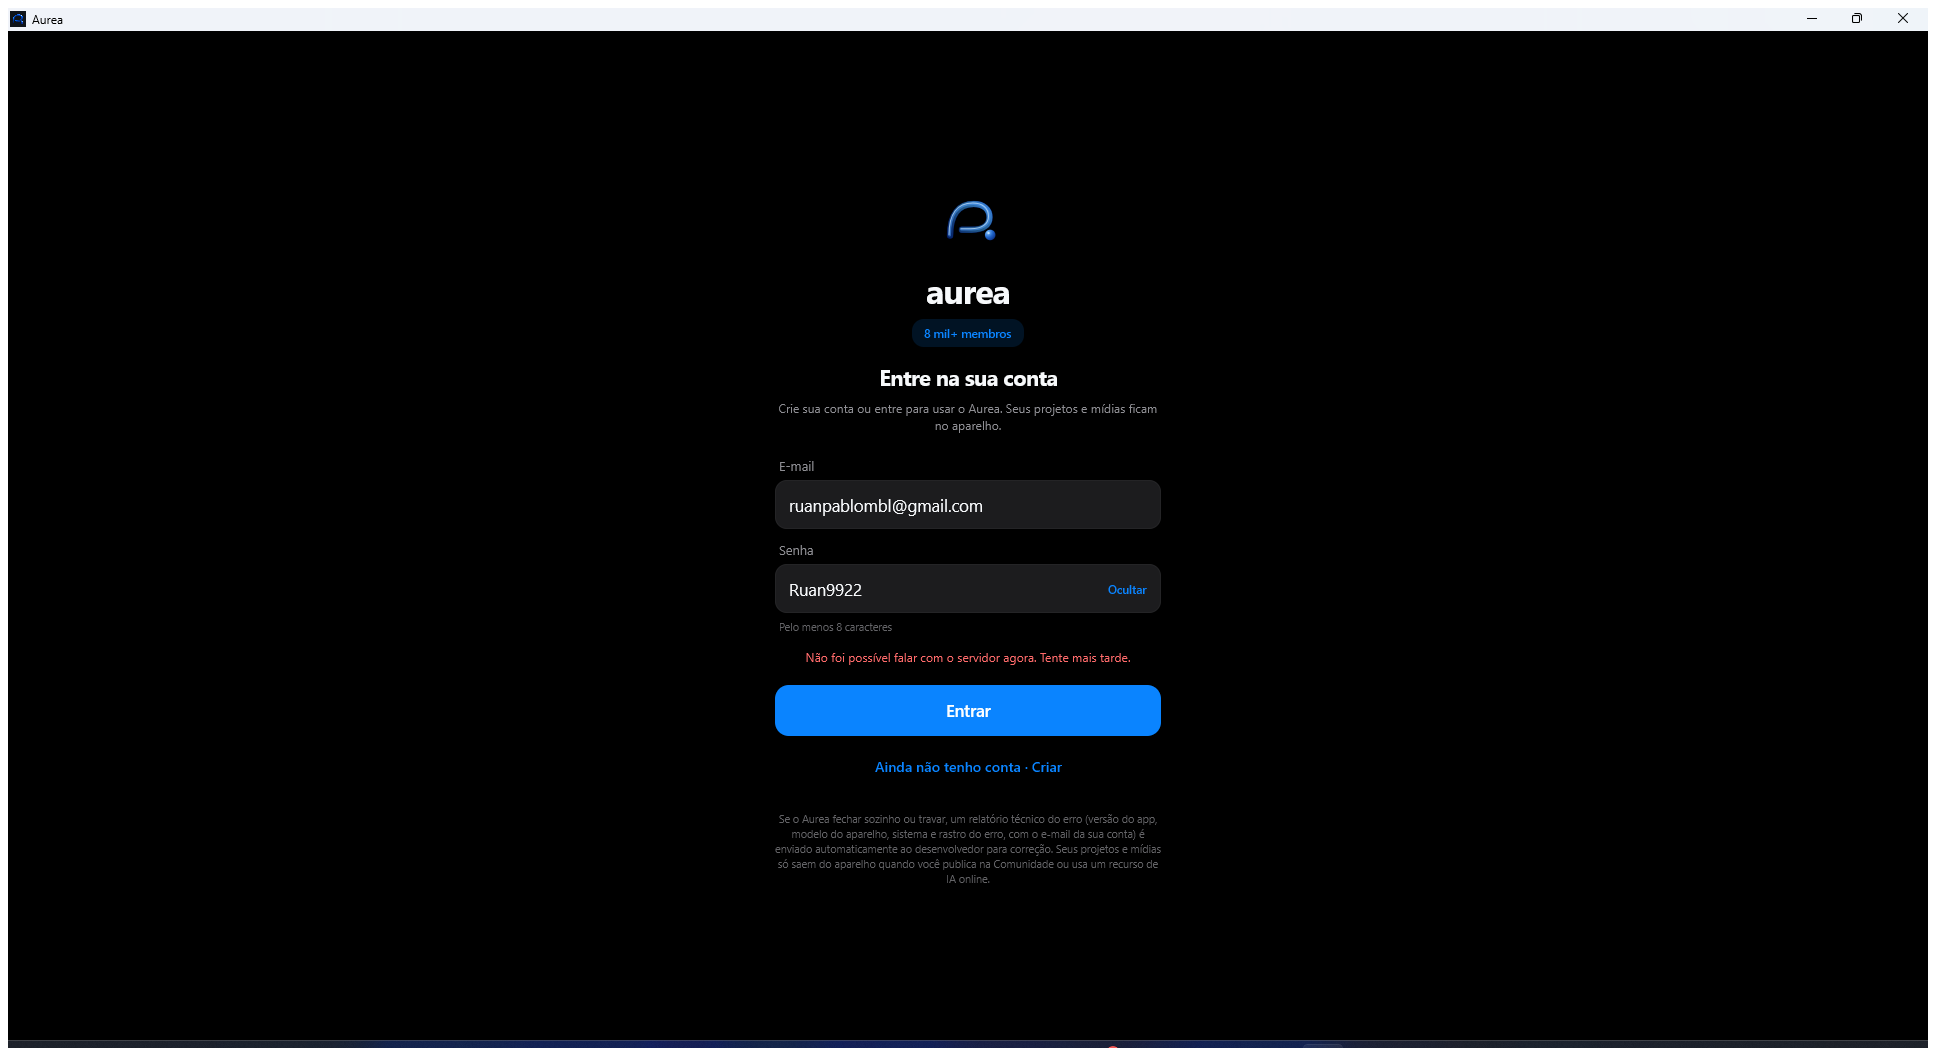 Aurea
aurea
8 mil+ membros
Entre na sua conta
Crie sua conta ou entre para usar o Aurea. Seus projetos e mídias ficam
no aparelho.
E-mail
ruanpablombl@gmail.com
Senha
Ruan9922
Ocultar
Pelo menos 8 caracteres
Não foi possível falar com o servidor agora. Tente mais tarde.
Entrar
Ainda não tenho conta · Criar
Se o Aurea fechar sozinho ou travar, um relatório técnico do erro (versão do app,
modelo do aparelho, sistema e rastro do erro, com o e-mail da sua conta) é
enviado automaticamente ao desenvolvedor para correção. Seus projetos e mídias
só saem do aparelho quando você publica na Comunidade ou usa um recurso de
IA online.